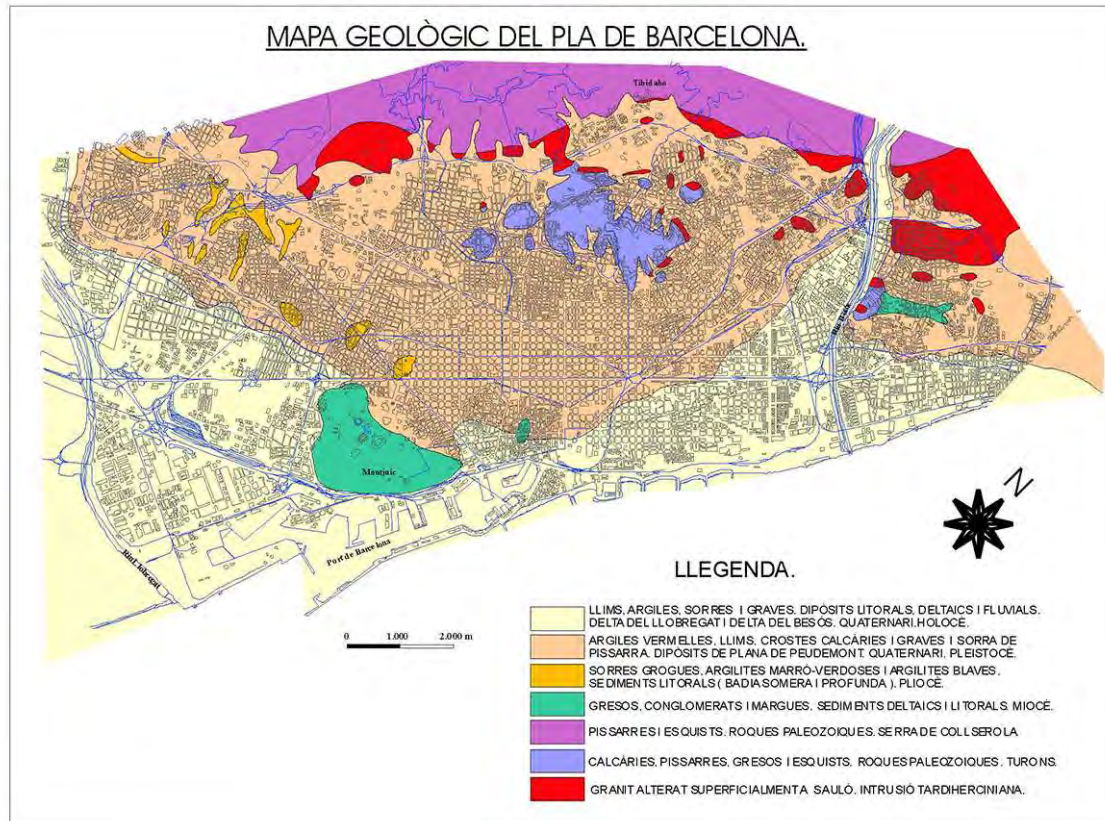 MAPA GEOLÒGIC DEL PLA DE BARCELONA.
Tibidabo
Riu Besòs
Montjuïc
Port de Barcelona
Riu Llobregat
N
0 1.000 2.000 m
LLEGENDA.
LLIMS, ARGILES, SORRES I GRAVES. DIPÒSITS LITORALS, DELTAICS I FLUVIALS.
DELTA DEL LLOBREGAT I DELTA DEL BESÒS. QUATERNARI.HOLOCÈ.
ARGILES VERMELLES, LLIMS, CROSTES CALCÀRIES I GRAVES I SORRA DE
PISSARRA. DIPÒSITS DE PLANA DE PEUDEMONT. QUATERNARI. PLEISTOCÈ.
SORRES GROGUES, ARGILITES MARRÓ-VERDOSES I ARGILITES BLAVES.
SEDIMENTS LITORALS ( BADIA SOMERA I PROFUNDA ). PLIOCÈ.
GRESOS, CONGLOMERATS I MARGUES. SEDIMENTS DELTAICS I LITORALS. MIOCÈ.
PISSARRES I ESQUISTS. ROQUES PALEOZOIQUES. SERRA DE COLLSEROLA
CALCÀRIES, PISSARRES, GRESOS I ESQUISTS. ROQUES PALEOZOIQUES. TURONS.
GRANIT ALTERAT SUPERFICIALMENT A SAULÓ. INTRUSIÓ TARDIHERCINIANA.